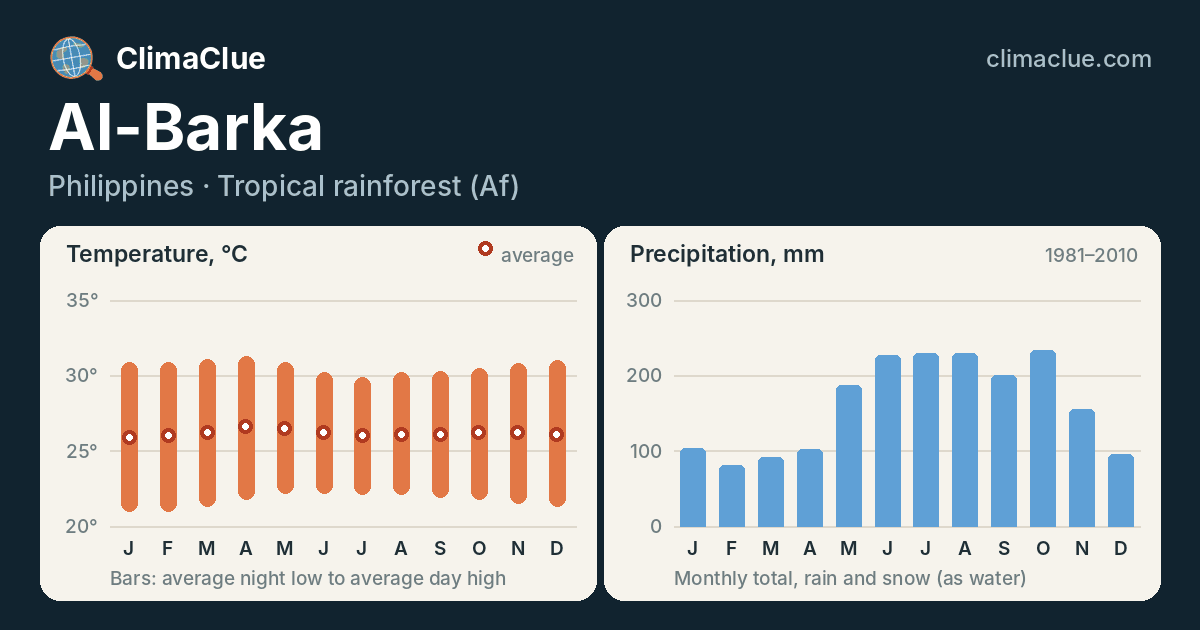 ClimaClue
climaclue.com
Al-Barka
Philippines · Tropical rainforest (Af)
Temperature, °C
average
35°
30°
25°
20°
J F M A M J J A S O N D
Bars: average night low to average day high
Precipitation, mm
1981–2010
300
200
100
0
J F M A M J J A S O N D
Monthly total, rain and snow (as water)